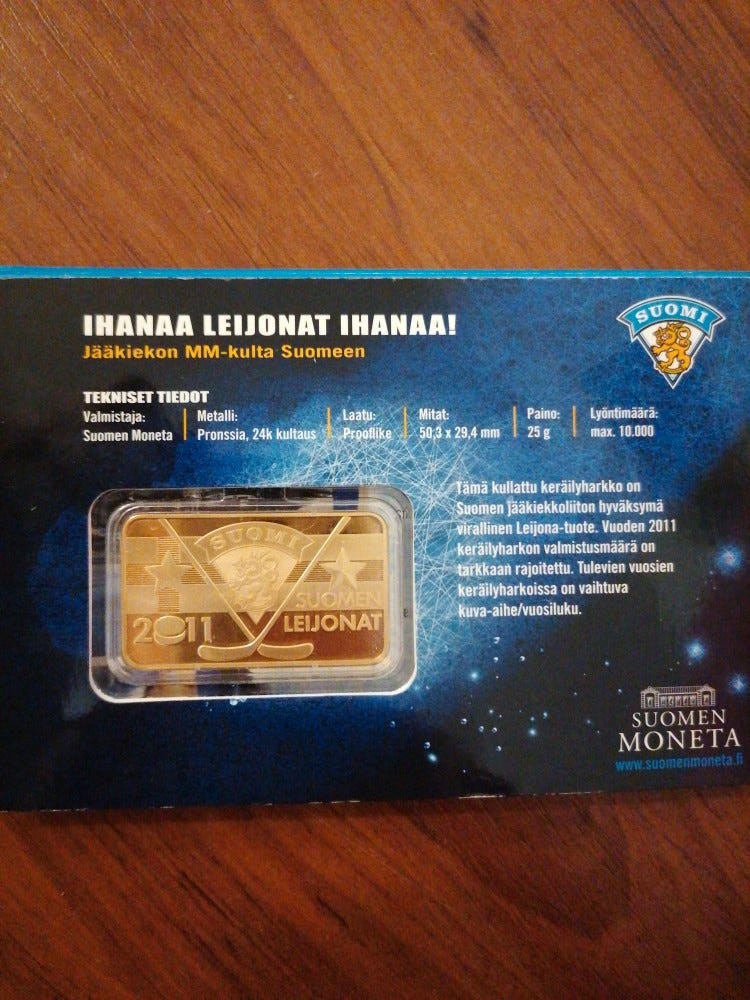 IHANAA LEIJONAT IHANAA!
Jääkiekon MM-kulta Suomeen
SUOMI
TEKNISET TIEDOT
Valmistaja:
Suomen Moneta
Metalli:
Pronssia, 24k kultaus
Laatu:
Prooflike
Mitat:
50,3 x 29,4 mm
Paino:
25 g
Lyöntimäärä:
max. 10.000
Tämä kullattu keräilyharkko on
Suomen Jääkiekkoliiton hyväksymä
virallinen Leijona-tuote. Vuoden 2011
keräilyharkon valmistusmäärä on
tarkkaan rajoitettu. Tulevien vuosien
keräilyharkoissa on vaihtuva
kuva-aihe/vuosiluku.
SUOMI
2011
SUOMEN
LEIJONAT
SUOMEN
MONETA
www.suomenmoneta.fi